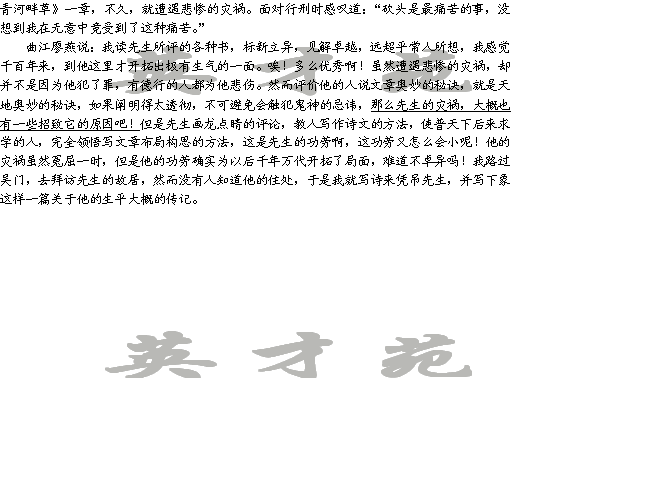 青河畔草》一章，不久，就遭遇悲惨的灾祸。面对行刑时感叹道：“砍头是最痛苦的事，没
想到我在无意中竟受到了这种痛苦。”
曲江廖燕说：我读先生所评的各种书，标新立异，见解卓越，远超乎常人所想，我感觉
千百年来，到他这里才开拓出极有生气的一面。唉！多么优秀啊！虽然遭遇悲惨的灾祸，却
并不是因为他犯了罪，有德行的人都为他悲伤。然而评价他的人说文章奥妙的秘诀，就是天
地奥妙的秘诀，如果阐明得太透彻，不可避免会触犯鬼神的忌讳，那么先生的灾祸，大概也
有一些招致它的原因吧！但是先生画龙点睛的评论，教人写作诗文的方法，使普天下后来求
学的人，完全领悟写文章布局构思的方法，这是先生的功劳啊，这功劳又怎么会小呢！他的
灾祸虽然冤屈一时，但是他的功劳确实为以后千年万代开拓了局面，难道不卓异吗！我路过
吴门，去拜访先生的故居，然而没有人知道他的住处，于是我就写诗来凭吊先生，并写下象
这样一篇关于他的生平大概的传记。
英才苑
英才苑